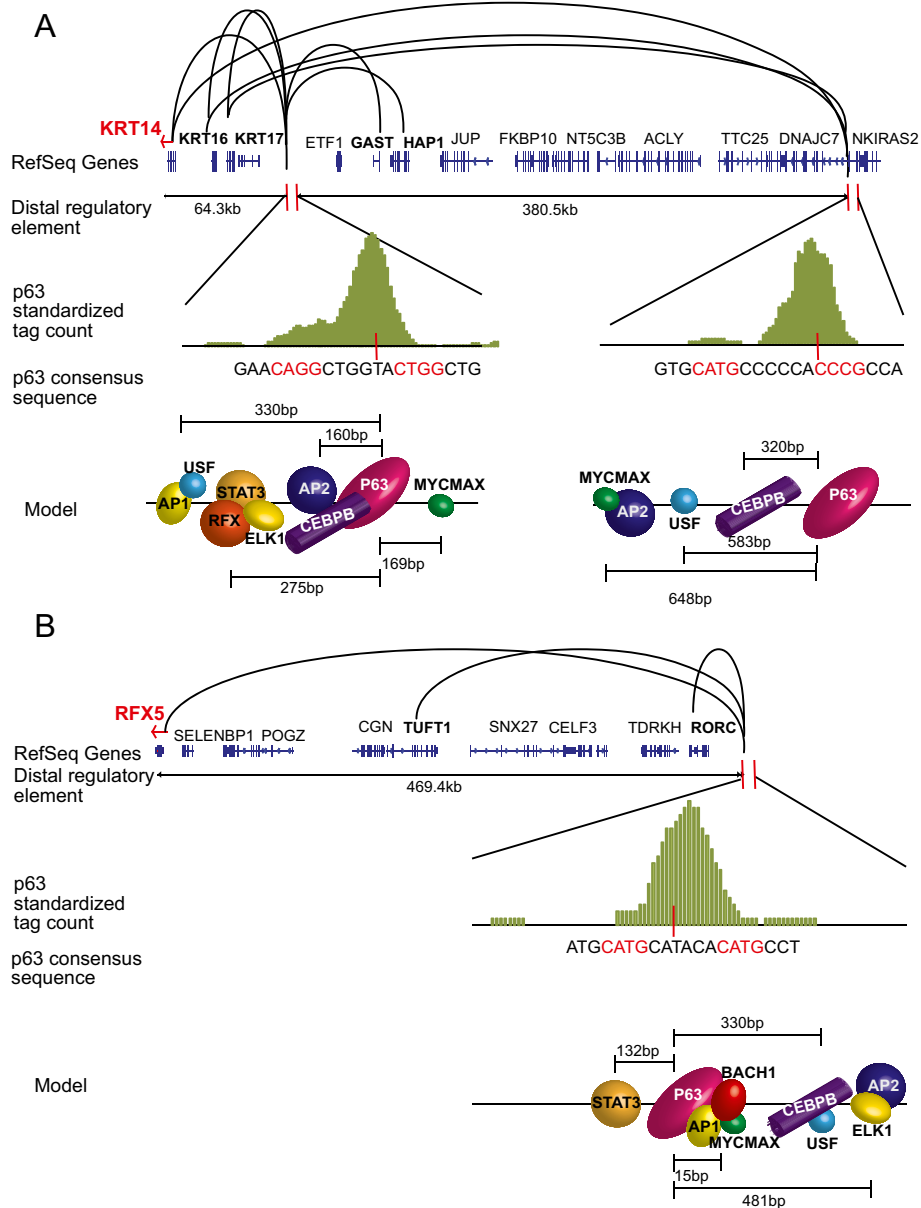 A
KRT14
KRT16 KRT17
ETF1 GAST HAP1 JUP FKBP10 NT5C3B ACLY TTC25 DNAJC7 NKIRAS2
RefSeq Genes
Distal regulatory
element
64.3kb
380.5kb
p63
standardized
tag count
p63 consensus
sequence
GAACAGGCTGGTACTGGCTG
GTGCATGCCCCCACCCGCCA
330bp
160bp
320bp
Model
USF
AP1
STAT3
RFX
ELK1
AP2
CEBPB
P63
MYCMAX
MYCMAX
AP2
USF
CEBPB
P63
169bp
275bp
583bp
648bp
B
RFX5
SELENBP1 POGZ
CGN TUFT1
SNX27 CELF3
TDRKH RORC
RefSeq Genes
Distal regulatory
element
469.4kb
p63
standardized
tag count
p63 consensus
sequence
ATGCATGCATACACATGCCT
330bp
132bp
Model
STAT3
P63
BACH1
AP1
MYCMAX
CEBPB
USF
AP2
ELK1
15bp
481bp